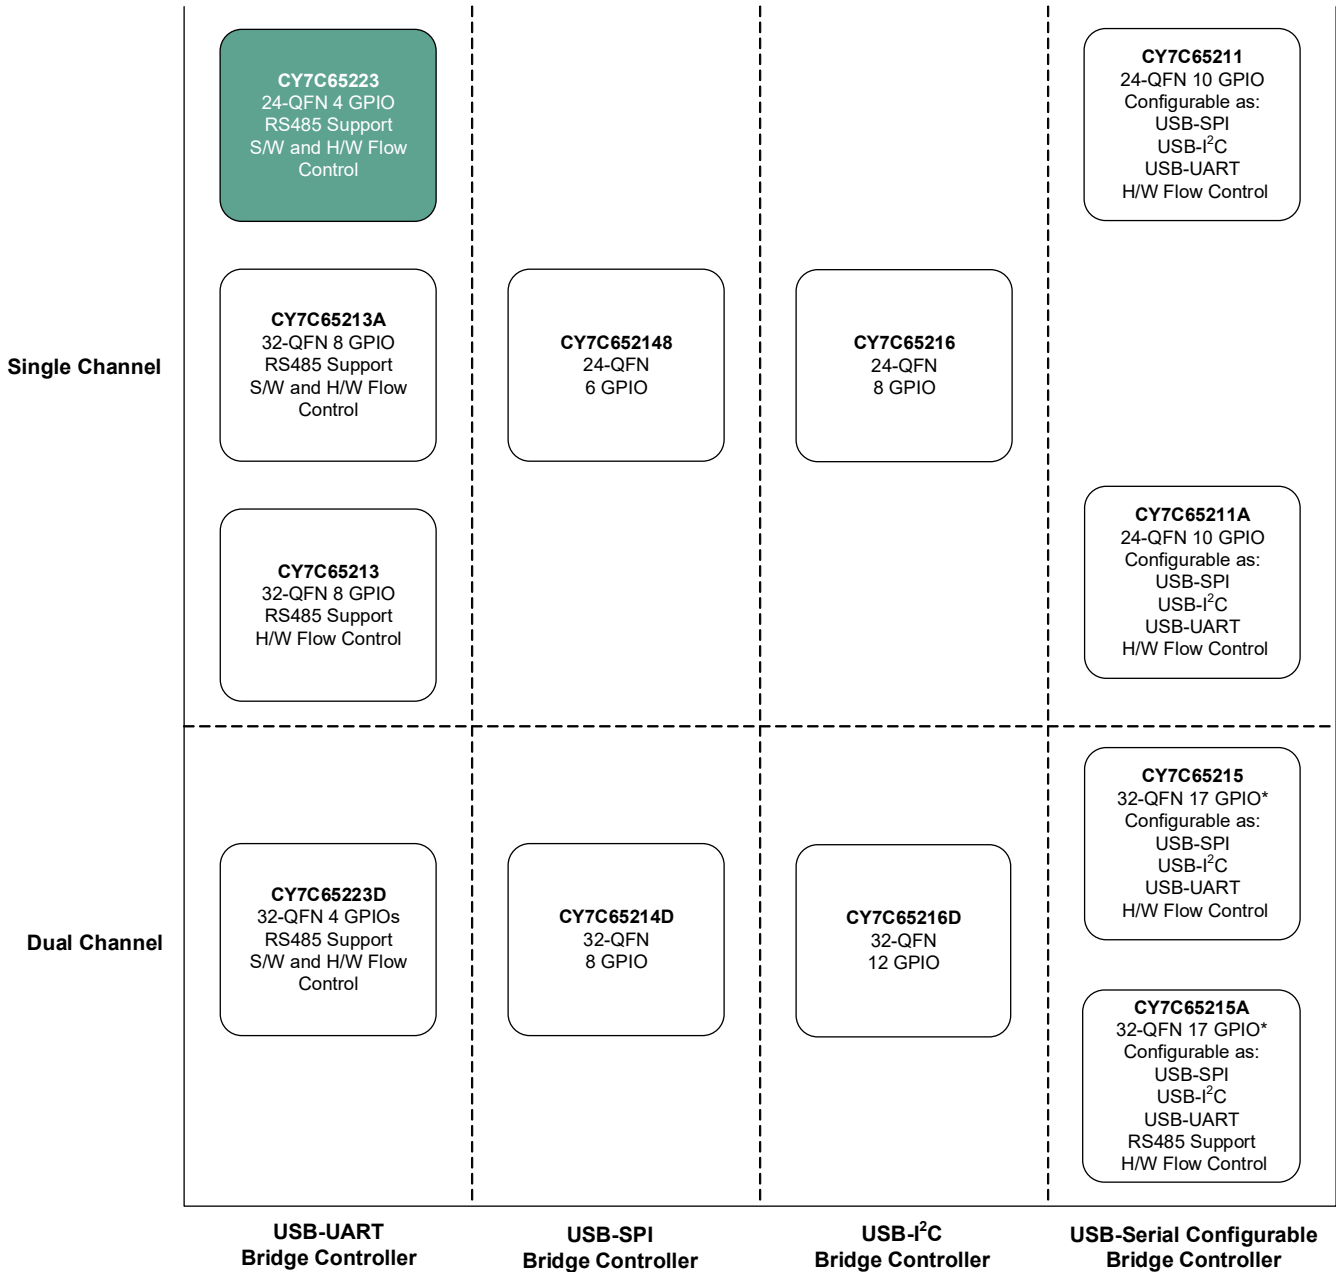 CY7C65223
24-QFN 4 GPIO
RS485 Support
S/W and H/W Flow
Control
CY7C65211
24-QFN 10 GPIO
Configurable as:
USB-SPI
USB-I²C
USB-UART
H/W Flow Control
Single Channel
CY7C65213A
32-QFN 8 GPIO
RS485 Support
S/W and H/W Flow
Control
CY7C652148
24-QFN
6 GPIO
CY7C65216
24-QFN
8 GPIO
CY7C65213
32-QFN 8 GPIO
RS485 Support
H/W Flow Control
CY7C65211A
24-QFN 10 GPIO
Configurable as:
USB-SPI
USB-I²C
USB-UART
H/W Flow Control
Dual Channel
CY7C65223D
32-QFN 4 GPIOs
RS485 Support
S/W and H/W Flow
Control
CY7C65214D
32-QFN
8 GPIO
CY7C65216D
32-QFN
12 GPIO
CY7C65215
32-QFN 17 GPIO*
Configurable as:
USB-SPI
USB-I²C
USB-UART
H/W Flow Control
CY7C65215A
32-QFN 17 GPIO*
Configurable as:
USB-SPI
USB-I²C
USB-UART
RS485 Support
H/W Flow Control
USB-UART
Bridge Controller
USB-SPI
Bridge Controller
USB-I²C
Bridge Controller
USB-Serial Configurable
Bridge Controller